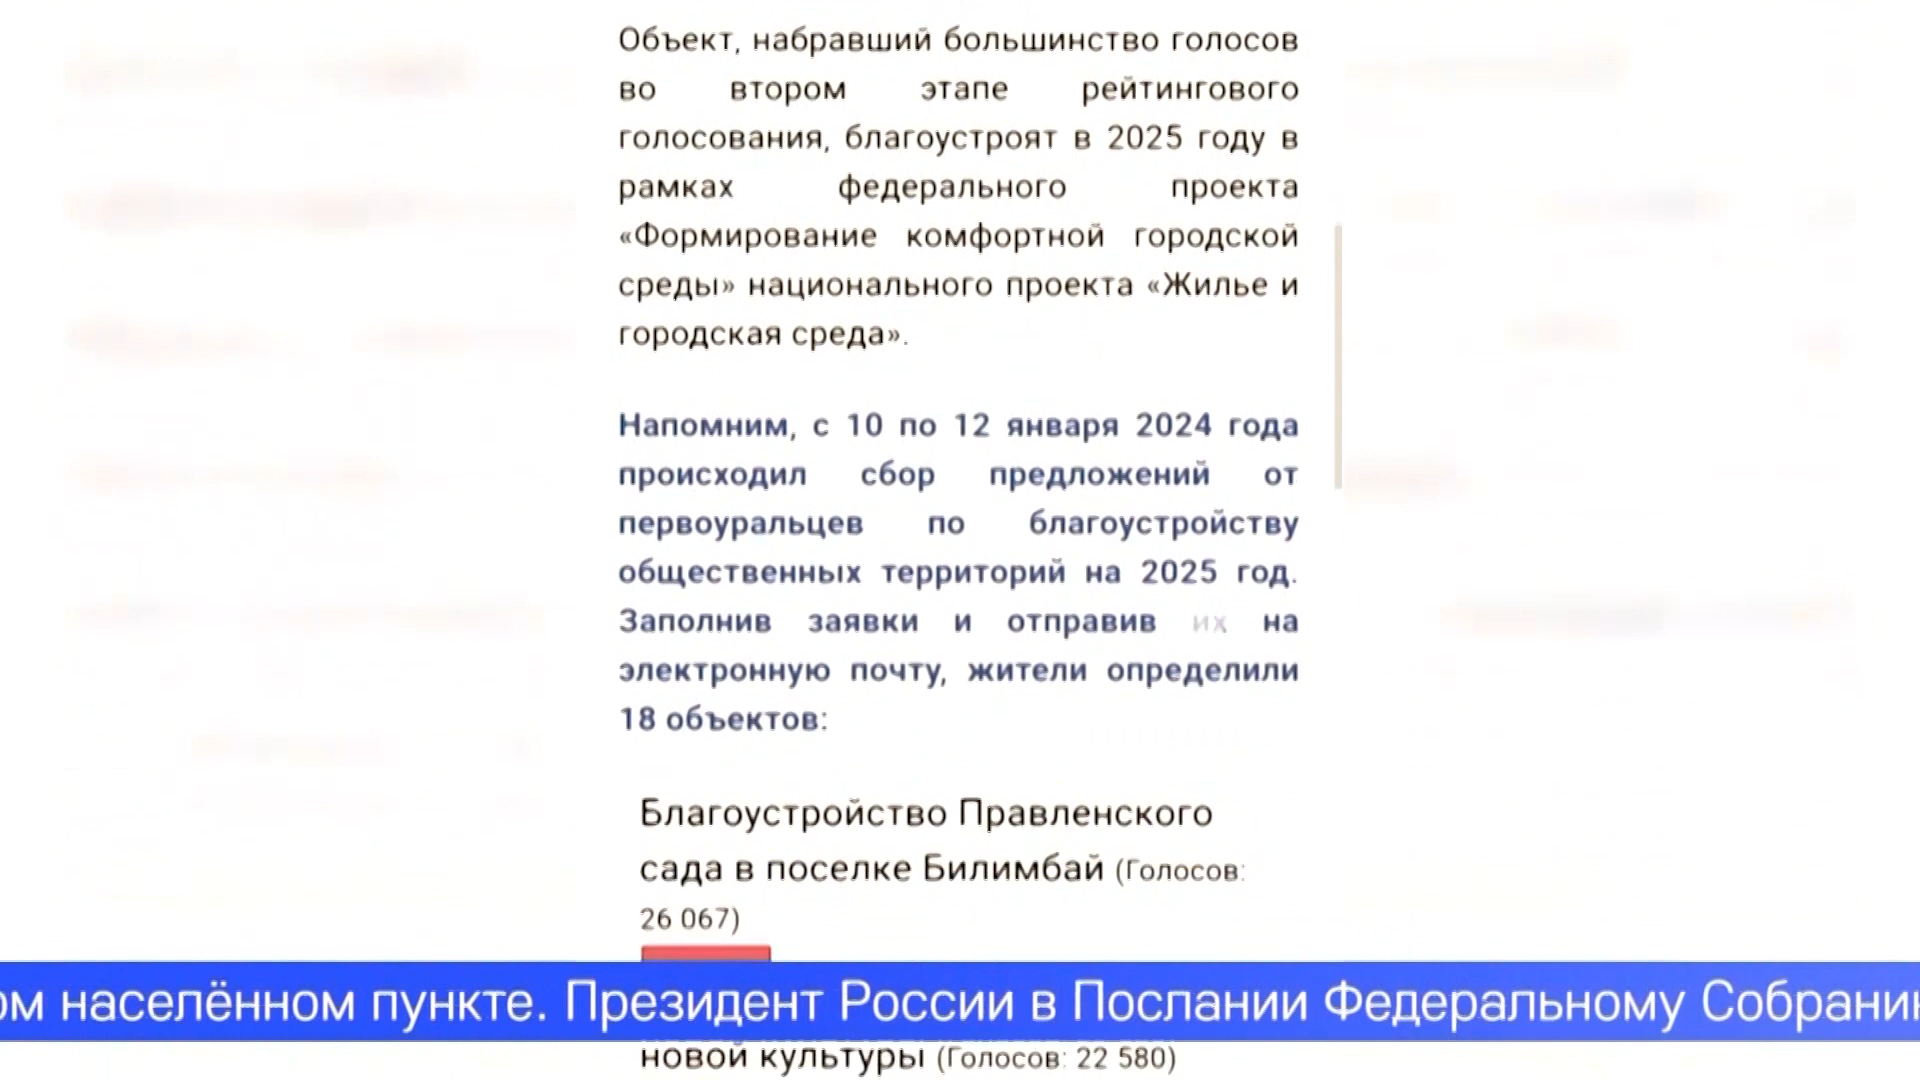 Объект, набравший большинство голосов
во втором этапе рейтингового
голосования, благоустроят в 2025 году в
рамках федерального проекта
«Формирование комфортной городской
среды» национального проекта «Жилье и
городская среда».
Напомним, с 10 по 12 января 2024 года
происходил сбор предложений от
первоуральцев по благоустройству
общественных территорий на 2025 год.
Заполнив заявки и отправив их на
электронную почту, жители определили
18 объектов:
Благоустройство Правленского
сада в поселке Билимбай (Голосов:
26 067)
населённом пункте. Президент России в Послании Федеральному
новой культуры (Голосов: 22 580)